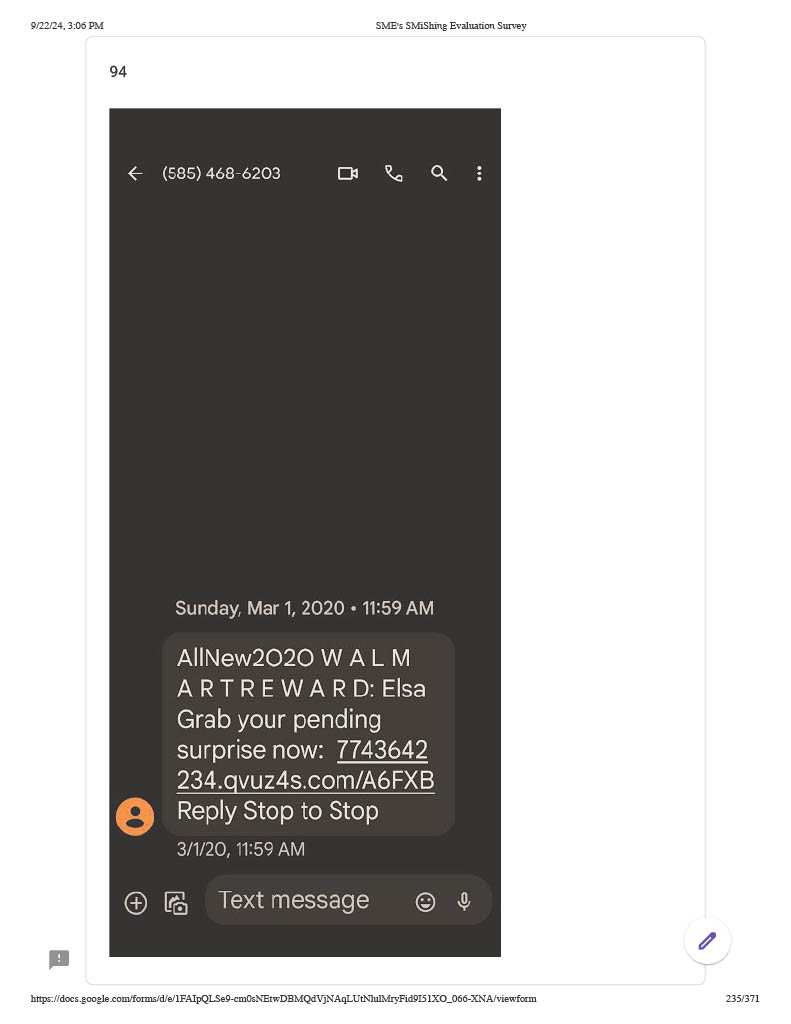 9/22/24, 3:06 PM
SME's SMiShing Evaluation Survey
94
(585) 468-6203
Sunday, Mar 1, 2020 • 11:59 AM
AllNew2O2O W A L M
A R T R E W A R D: Elsa
Grab your pending
surprise now: 7743642
234.qvuz4s.com/A6FXB
Reply Stop to Stop
3/1/20, 11:59 AM
Text message
https://docs.google.com/forms/d/e/1FAIpQLSe9-cm0sNEtwDBMQdVjNAqLUtNlulMryFid9I51XO_066-XNA/viewform
235/371